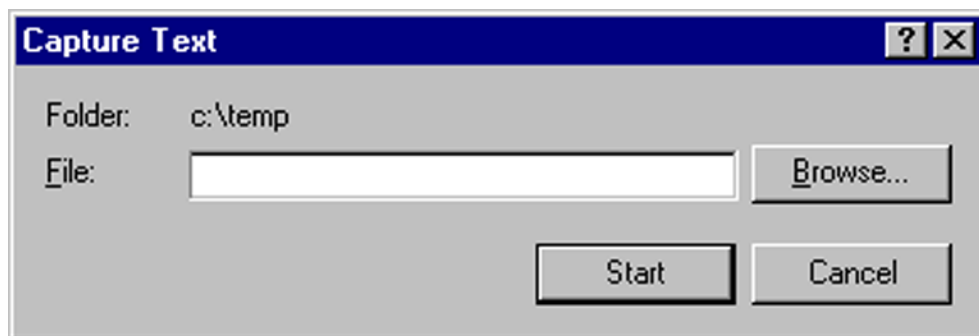 Capture Text
Folder: c:\temp
File: Browse...
Start Cancel